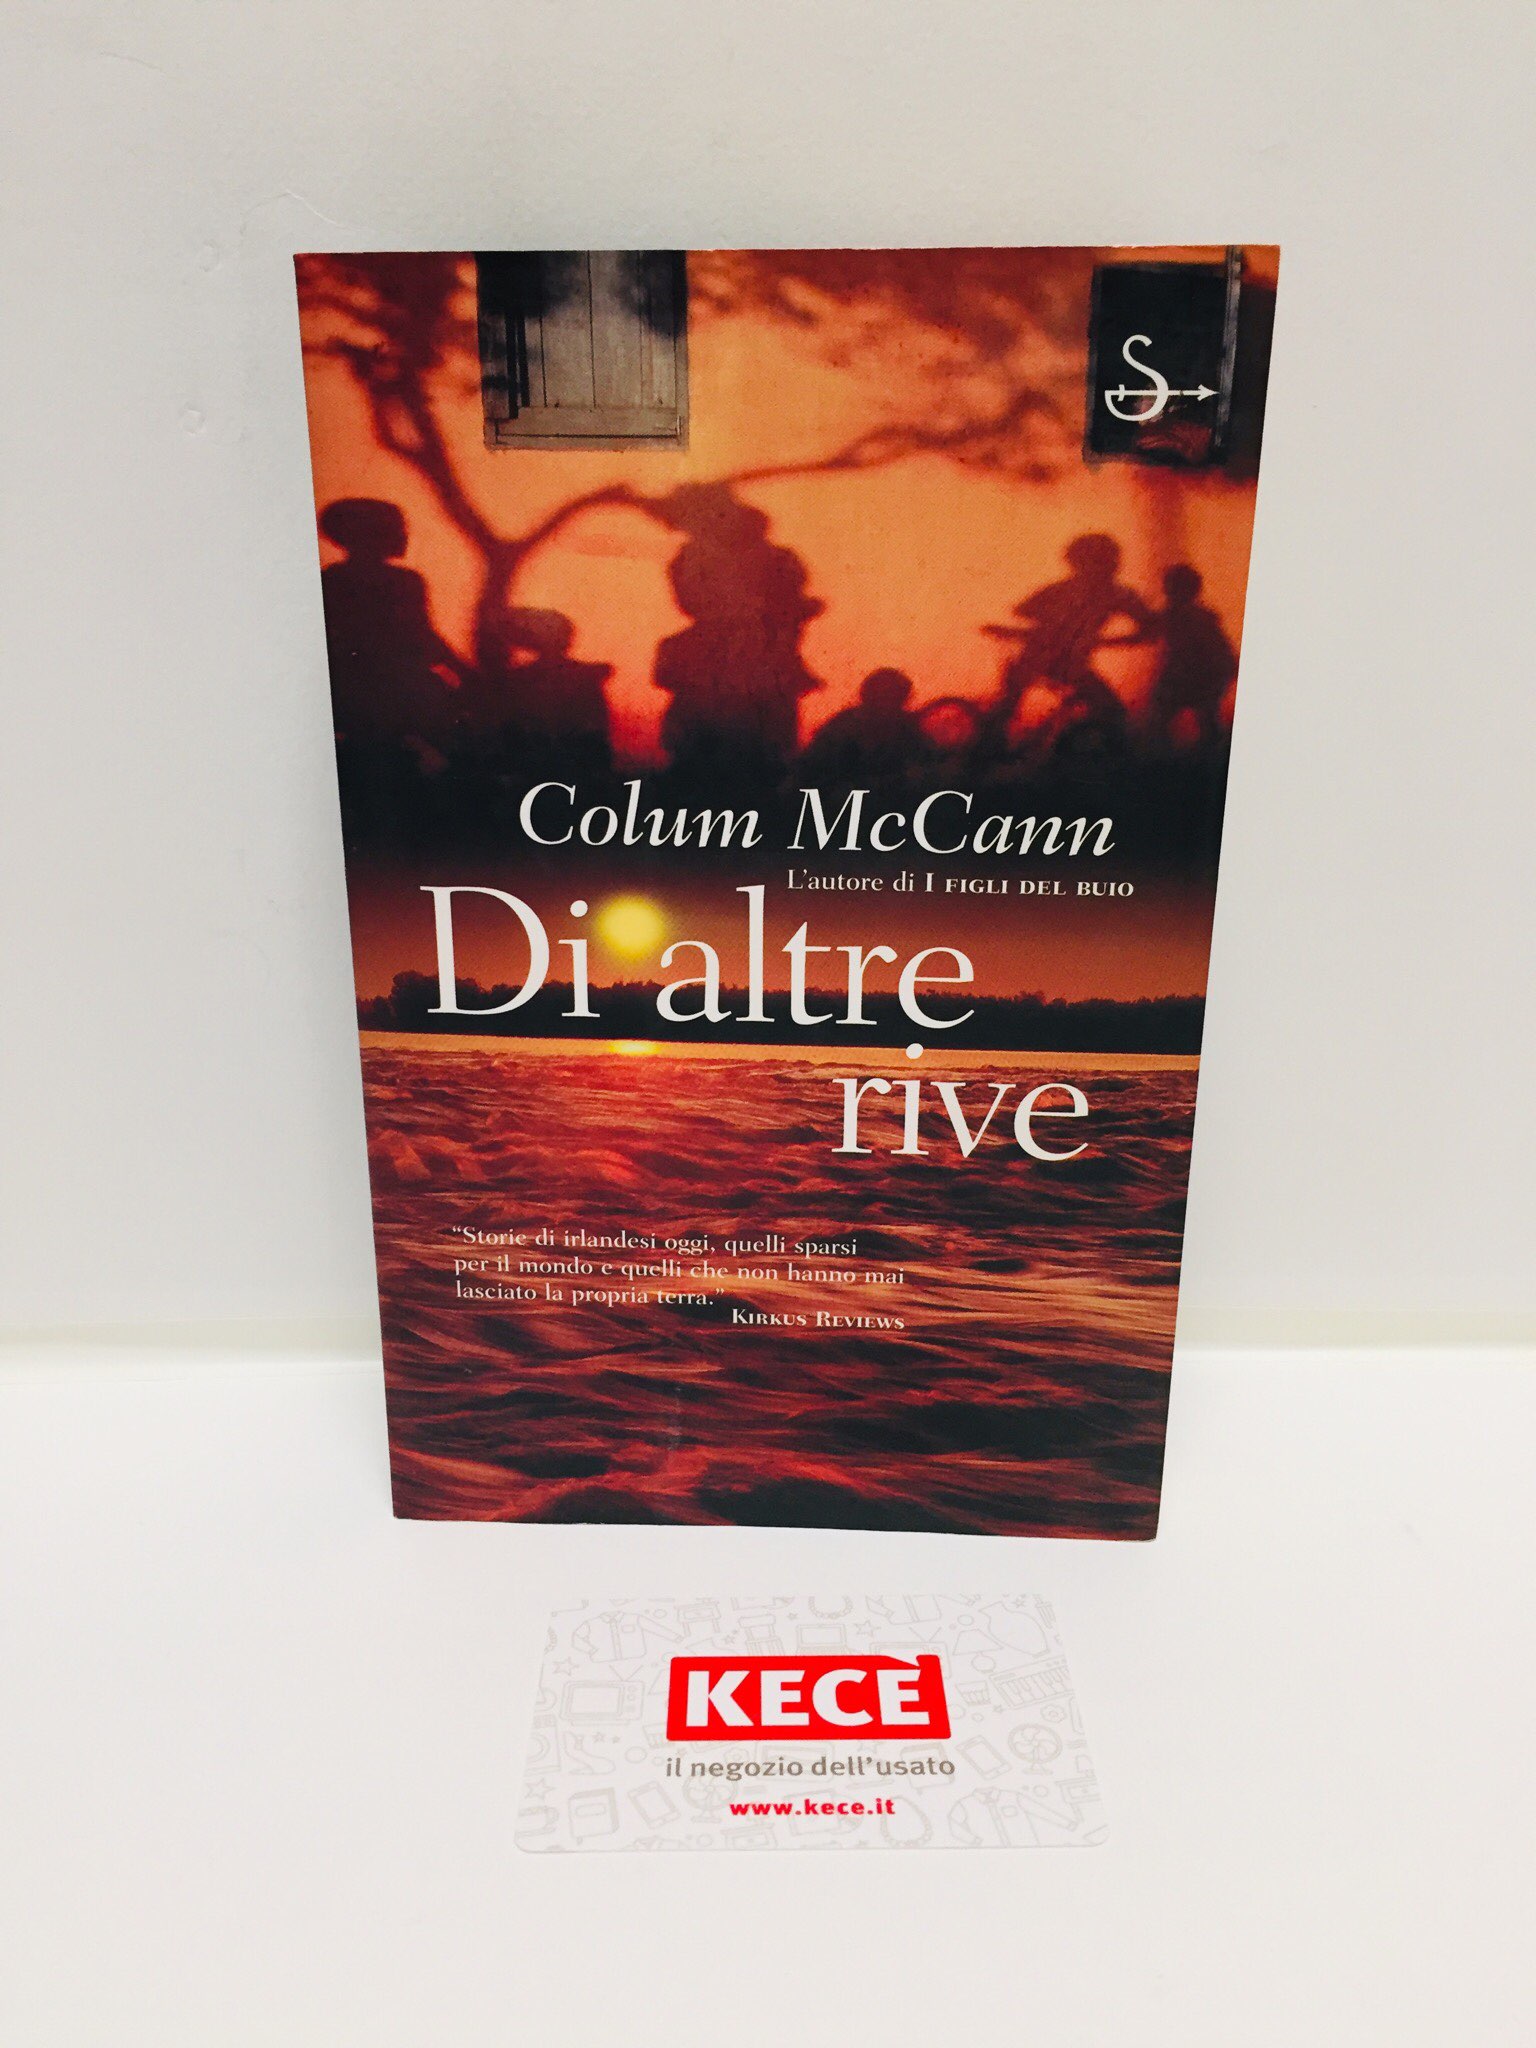 S
Colum McCann
L'autore di I FIGLI DEL BUIO
Di altre
rive
“Storie di irlandesi oggi, quelli sparsi
per il mondo e quelli che non hanno mai
lasciato la propria terra.”
KIRKUS REVIEWS
KECÈ
il negozio dell'usato
www.kece.it